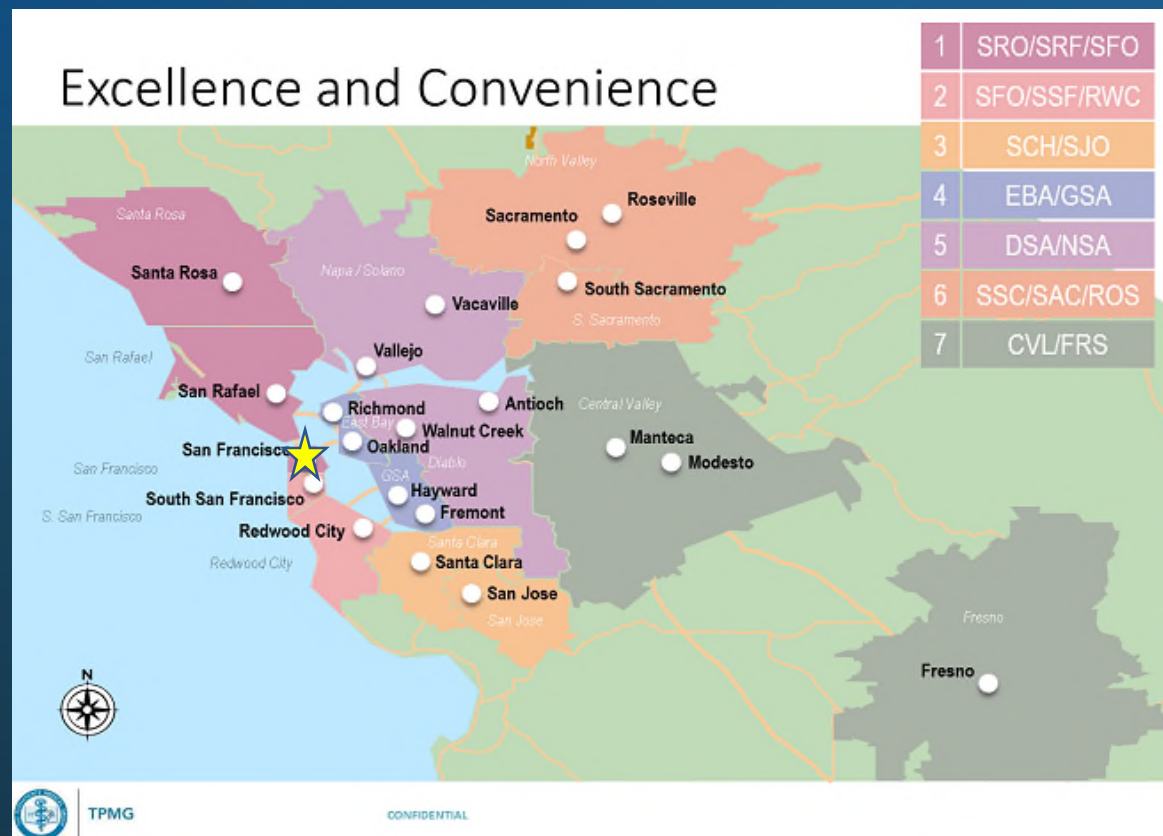 Excellence and Convenience
1 SRO/SRF/SFO
2 SFO/SSF/RWC
3 SCH/SJO
4 EBA/GSA
5 DSA/NSA
6 SSC/SAC/ROS
7 CVL/FRS
North Valley
Roseville
Sacramento
Santa Rosa
Santa Rosa
Napa / Solano
South Sacramento
Vacaville
S. Sacramento
Vallejo
San Rafael
San Rafael
Antioch
Central Valley
Richmond
East Bay
Walnut Creek
Oakland
Manteca
San Francisco
Modesto
Diablo
San Francisco
GSA
Hayward
South San Francisco
S. San Francisco
Fremont
Redwood City
Santa Clara
Redwood City
Santa Clara
San Jose
San Jose
Fresno
Fresno
N
TPMG
CONFIDENTIAL